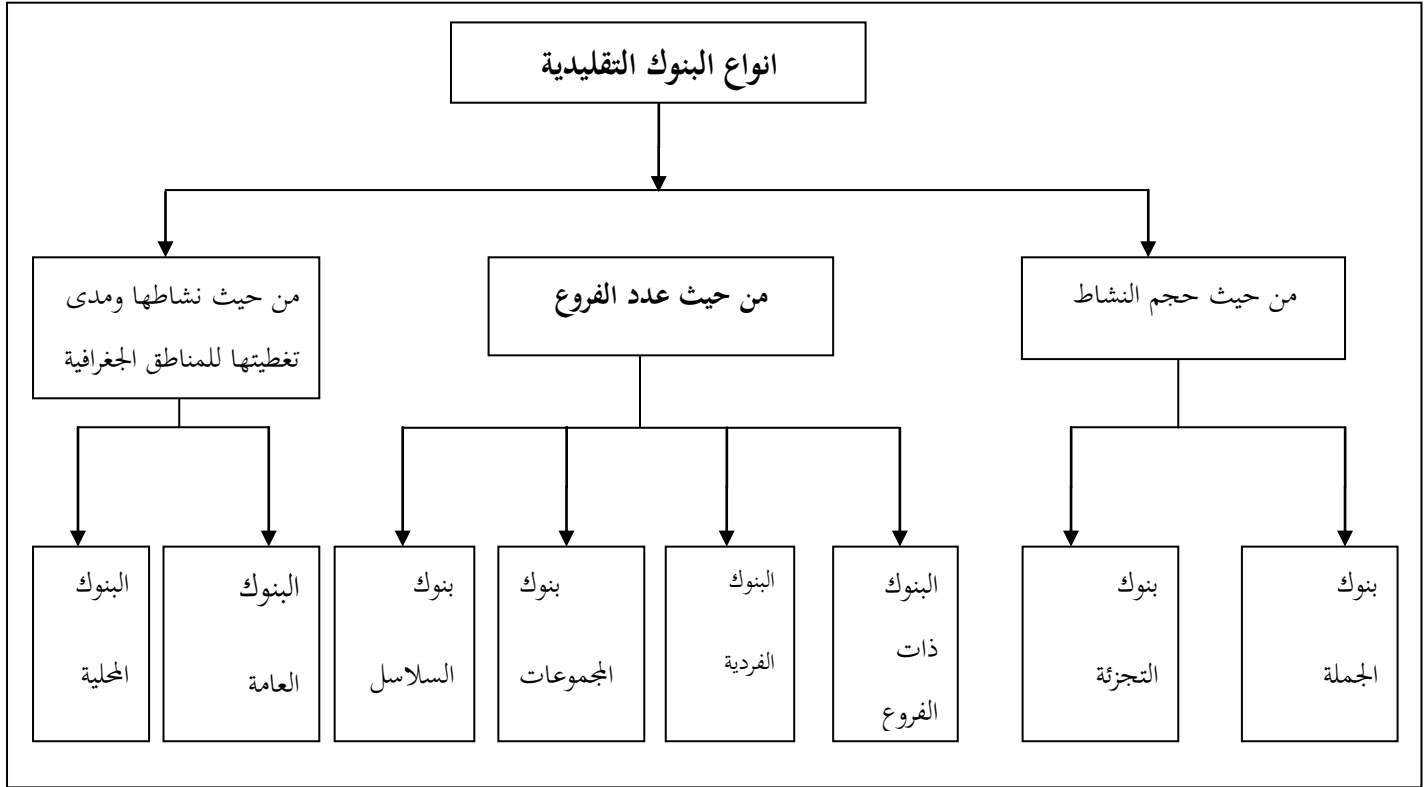 انواع البنوك التقليدية
من حيث حجم النشاط
من حيث عدد الفروع
من حيث نشاطها ومدى
تغطيتها للمناطق الجغرافية
بنوك
الجملة
بنوك
التجزئة
البنوك
ذات
الفروع
البنوك
الفردية
بنوك
المجموعات
بنوك
السلاسل
البنوك
العامة
البنوك
المحلية